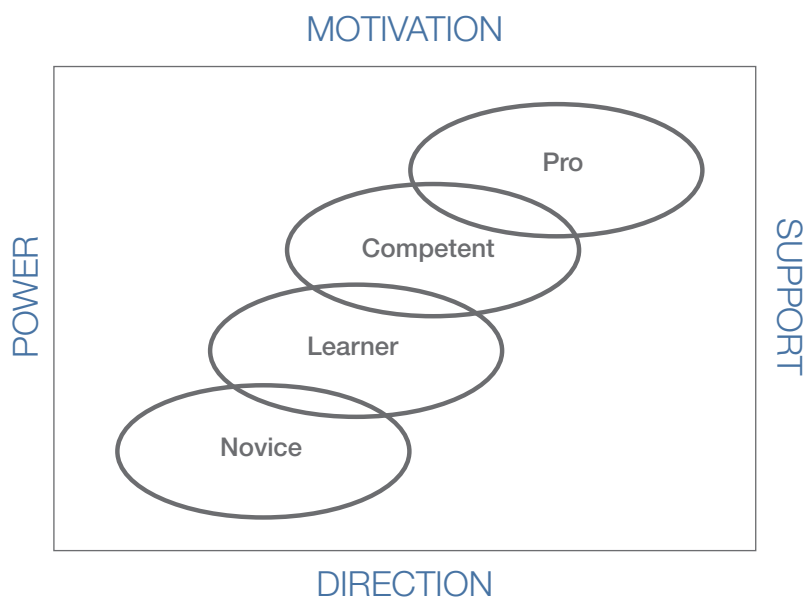 MOTIVATION
Pro
Competent
POWER
SUPPORT
Learner
Novice
DIRECTION